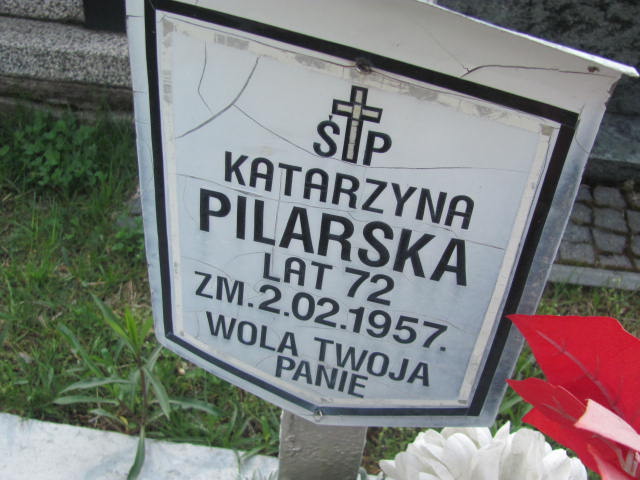 ŚP
KATARZYNA
PILARSKA
LAT 72
ZM.2.02.1957.
WOLA TWOJA
PANIE